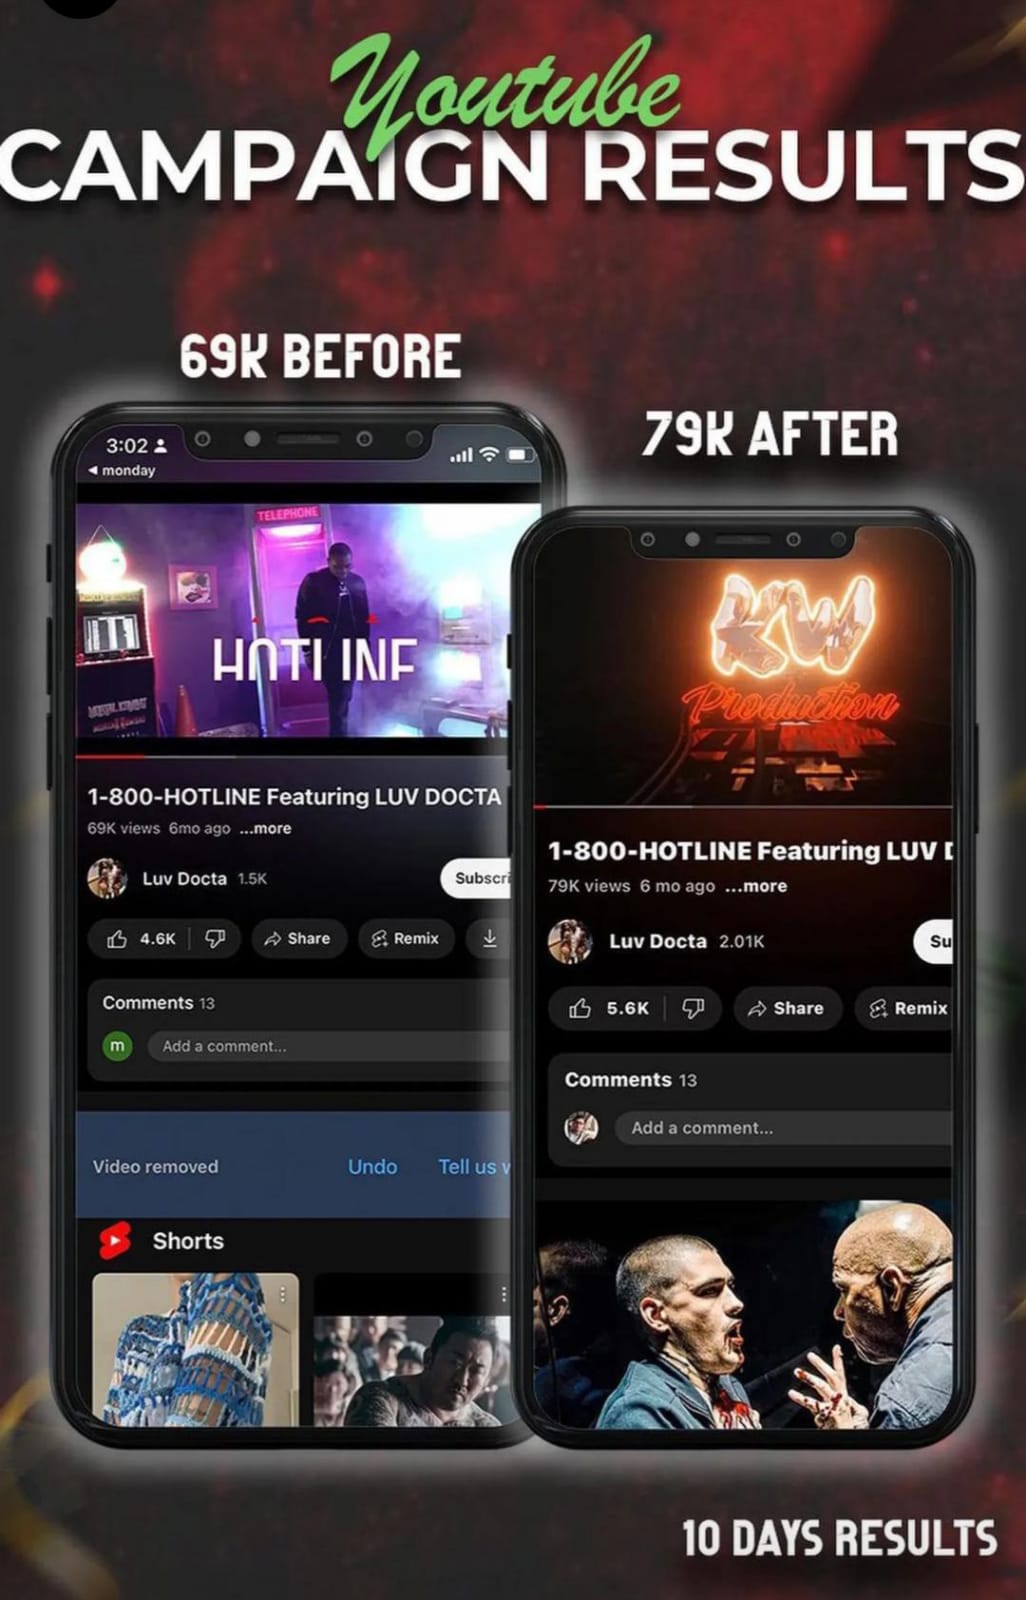 Youtube
CAMPAIGN RESULTS
69K BEFORE
79K AFTER
3:02
monday
TELEPHONE
HOTLINE
1-800-HOTLINE Featuring LUV DOCTA
69K views 6mo ago ...more
Luv Docta 1.5K
Subscri
4.6K
Share
Remix
Comments 13
m
Add a comment...
Video removed
Undo
Tell us w
Shorts
KW
Production
1-800-HOTLINE Featuring LUV D
79K views 6 mo ago ...more
Luv Docta 2.01K
Su
5.6K
Share
Remix
Comments 13
Add a comment...
10 DAYS RESULTS